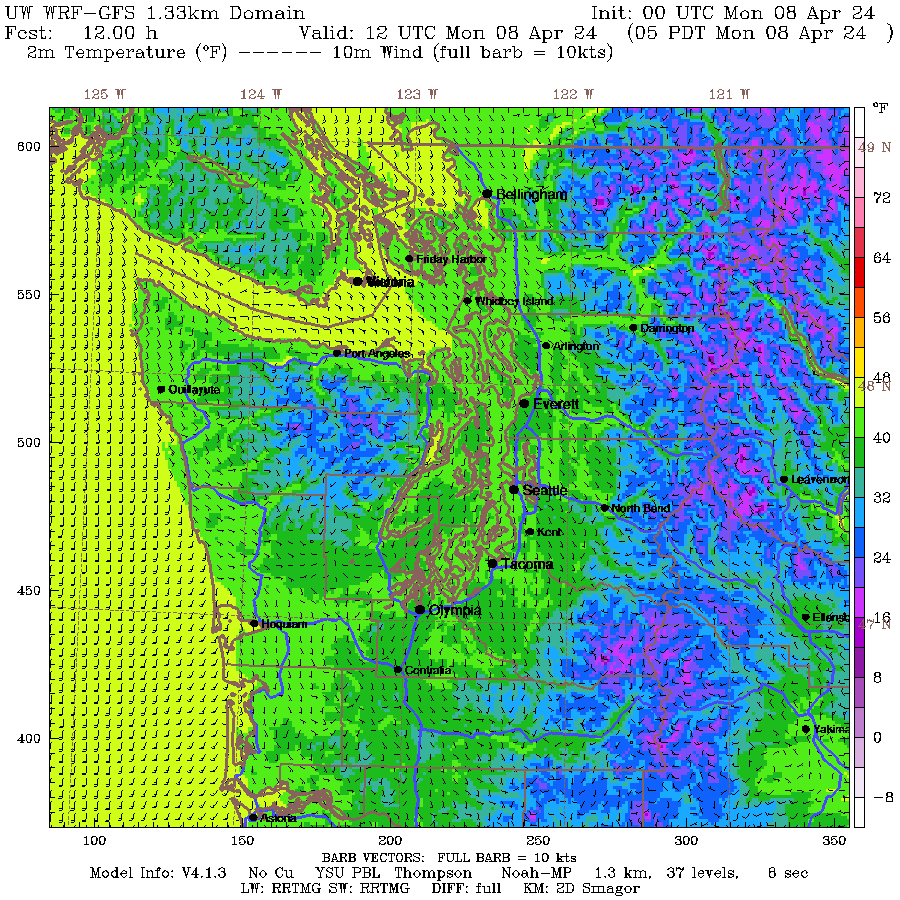 UW WRF-GFS 1.33km Domain Init: 00 UTC Mon 08 Apr 24
Fcst: 12.00 h Valid: 12 UTC Mon 08 Apr 24 (05 PDT Mon 08 Apr 24 )
2m Temperature (°F) ------ 10m Wind (full barb = 10kts)
125 W 124 W 123 W 122 W 121 W
°F
600
49 N
Bellingham
72
Friday Harbor
64
Victoria
550
Whidbey Island
56
Darrington
Arlington
Port Angeles
48
48 N
Quillayute
Everett
500
40
Leavenwor
Seattle
32
North Bend
Kent
24
Tacoma
450
Olympia
16
Ellensb
47 N
Hoquiam
Centralia
8
Yakima
400
0
-8
Astoria
100 150 200 250 300 350
BARB VECTORS: FULL BARB = 10 kts
Model Info: V4.1.3 No Cu YSU PBL Thompson Noah-MP 1.3 km, 37 levels, 8 sec
LW: RRTMG SW: RRTMG DIFF: full KM: 2D Smagor